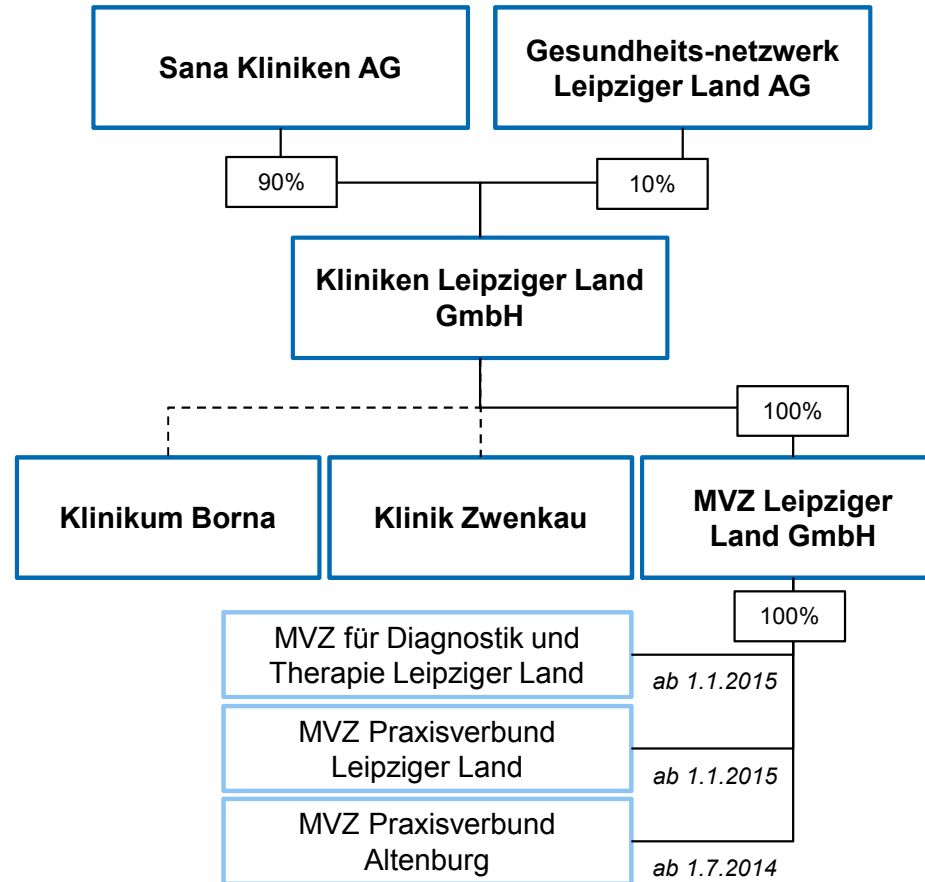 Sana Kliniken AG
Gesundheits-netzwerk
Leipziger Land AG
90%
10%
Kliniken Leipziger Land
GmbH
100%
Klinikum Borna
Klinik Zwenkau
MVZ Leipziger
Land GmbH
100%
MVZ für Diagnostik und
Therapie Leipziger Land
ab 1.1.2015
MVZ Praxisverbund
Leipziger Land
ab 1.1.2015
MVZ Praxisverbund
Altenburg
ab 1.7.2014